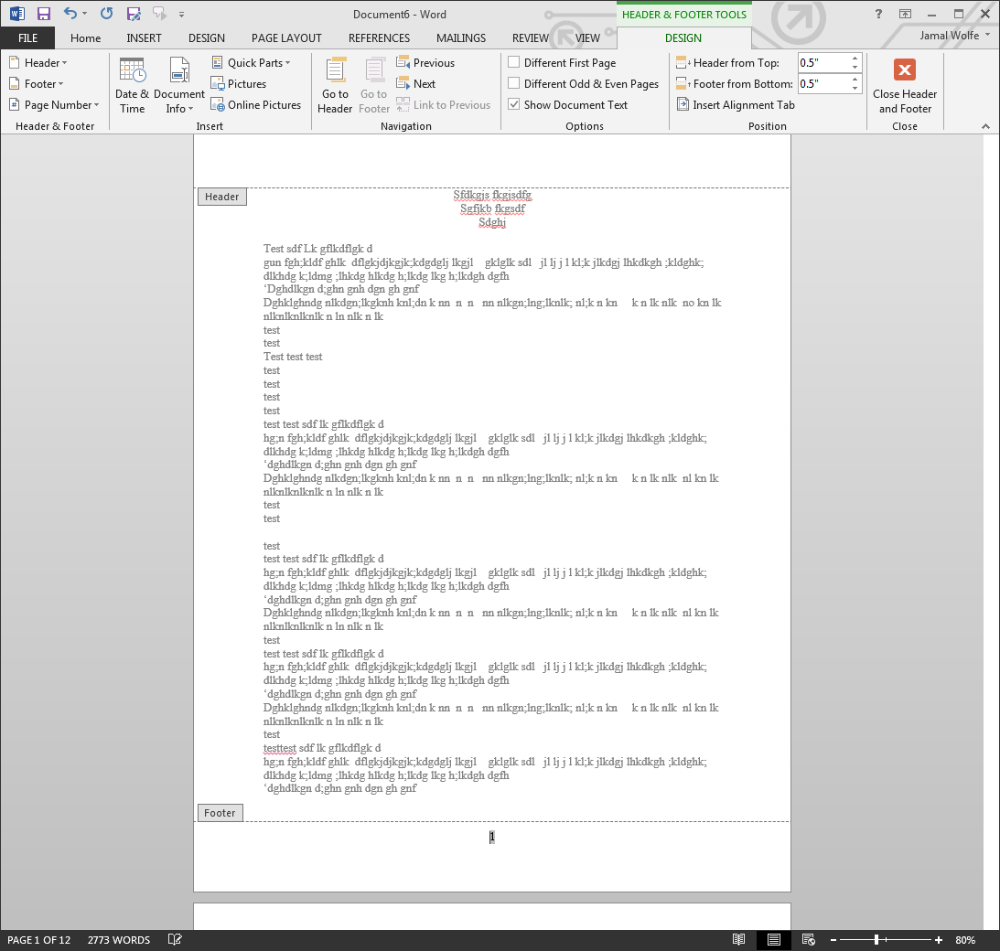 Document6 - Word
HEADER & FOOTER TOOLS
?
FILE Home INSERT DESIGN PAGE LAYOUT REFERENCES MAILINGS REVIEW VIEW DESIGN Jamal Wolfe
Header
Footer
Page Number
Header & Footer
Date & Time
Document Info
Quick Parts
Pictures
Online Pictures
Insert
Go to Header
Go to Footer
Previous
Next
Link to Previous
Navigation
Different First Page
Different Odd & Even Pages
Show Document Text
Options
Header from Top: 0.5"
Footer from Bottom: 0.5"
Insert Alignment Tab
Position
Close Header and Footer
Close
Header
Sfdkgjs fkgjsdfg
Sgfjkb fkgsdf
Sdghj
Test sdf Lk gflkdflgk d
gun fgh;kldf ghlk dflgkjdjkgjk;kdgdglj lkgjl gklglk sdl jl lj j l kl;k jlkdgj lhkdkgh ;kldghk;
dlkhdg k;ldmg ;lhkdg hlkdg h;lkdg lkg h;lkdgh dgfh
‘Dghdlkgn d;ghn gnh dgn gh gnf
Dghklghndg nlkdgn;lkgknh knl;dn k nn n n nn nlkgn;lng;lknlk; nl;k n kn k n lk nlk no kn lk
nlknlknlknlk n ln nlk n lk
test
test
Test test test
test
test
test
test
test test sdf lk gflkdflgk d
hg;n fgh;kldf ghlk dflgkjdjkgjk;kdgdglj lkgjl gklglk sdl jl lj j l kl;k jlkdgj lhkdkgh ;kldghk;
dlkhdg k;ldmg ;lhkdg hlkdg h;lkdg lkg h;lkdgh dgfh
‘dghdlkgn d;ghn gnh dgn gh gnf
Dghklghndg nlkdgn;lkgknh knl;dn k nn n n nn nlkgn;lng;lknlk; nl;k n kn k n lk nlk nl kn lk
nlknlknlknlk n ln nlk n lk
test
test
test
test test sdf lk gflkdflgk d
hg;n fgh;kldf ghlk dflgkjdjkgjk;kdgdglj lkgjl gklglk sdl jl lj j l kl;k jlkdgj lhkdkgh ;kldghk;
dlkhdg k;ldmg ;lhkdg hlkdg h;lkdg lkg h;lkdgh dgfh
‘dghdlkgn d;ghn gnh dgn gh gnf
Dghklghndg nlkdgn;lkgknh knl;dn k nn n n nn nlkgn;lng;lknlk; nl;k n kn k n lk nlk nl kn lk
nlknlknlknlk n ln nlk n lk
test
test test sdf lk gflkdflgk d
hg;n fgh;kldf ghlk dflgkjdjkgjk;kdgdglj lkgjl gklglk sdl jl lj j l kl;k jlkdgj lhkdkgh ;kldghk;
dlkhdg k;ldmg ;lhkdg hlkdg h;lkdg lkg h;lkdgh dgfh
‘dghdlkgn d;ghn gnh dgn gh gnf
Dghklghndg nlkdgn;lkgknh knl;dn k nn n n nn nlkgn;lng;lknlk; nl;k n kn k n lk nlk nl kn lk
nlknlknlknlk n ln nlk n lk
test
testtest sdf lk gflkdflgk d
hg;n fgh;kldf ghlk dflgkjdjkgjk;kdgdglj lkgjl gklglk sdl jl lj j l kl;k jlkdgj lhkdkgh ;kldghk;
dlkhdg k;ldmg ;lhkdg hlkdg h;lkdg lkg h;lkdgh dgfh
‘dghdlkgn d;ghn gnh dgn gh gnf
Footer
1
PAGE 1 OF 12 2773 WORDS 80%